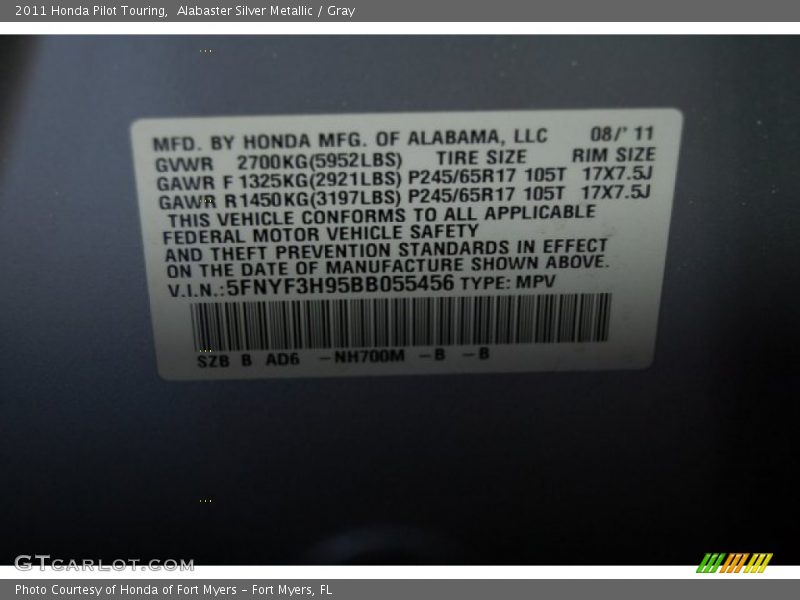 2011 Honda Pilot Touring,  Alabaster Silver Metallic / Gray
MFD. BY HONDA MFG. OF ALABAMA, LLC 08/'11
GVWR 2700KG(5952LBS) TIRE SIZE RIM SIZE
GAWR F 1325KG(2921LBS) P245/65R17 105T 17X7.5J
GAWR R1450KG(3197LBS) P245/65R17 105T 17X7.5J
THIS VEHICLE CONFORMS TO ALL APPLICABLE
FEDERAL MOTOR VEHICLE SAFETY
AND THEFT PREVENTION STANDARDS IN EFFECT
ON THE DATE OF MANUFACTURE SHOWN ABOVE.
V.I.N.:5FNYF3H95BB055456 TYPE: MPV
SZB B AD6 -NH700M -B -B
GTCARLOT.COM
Photo Courtesy of Honda of Fort Myers - Fort Myers, FL